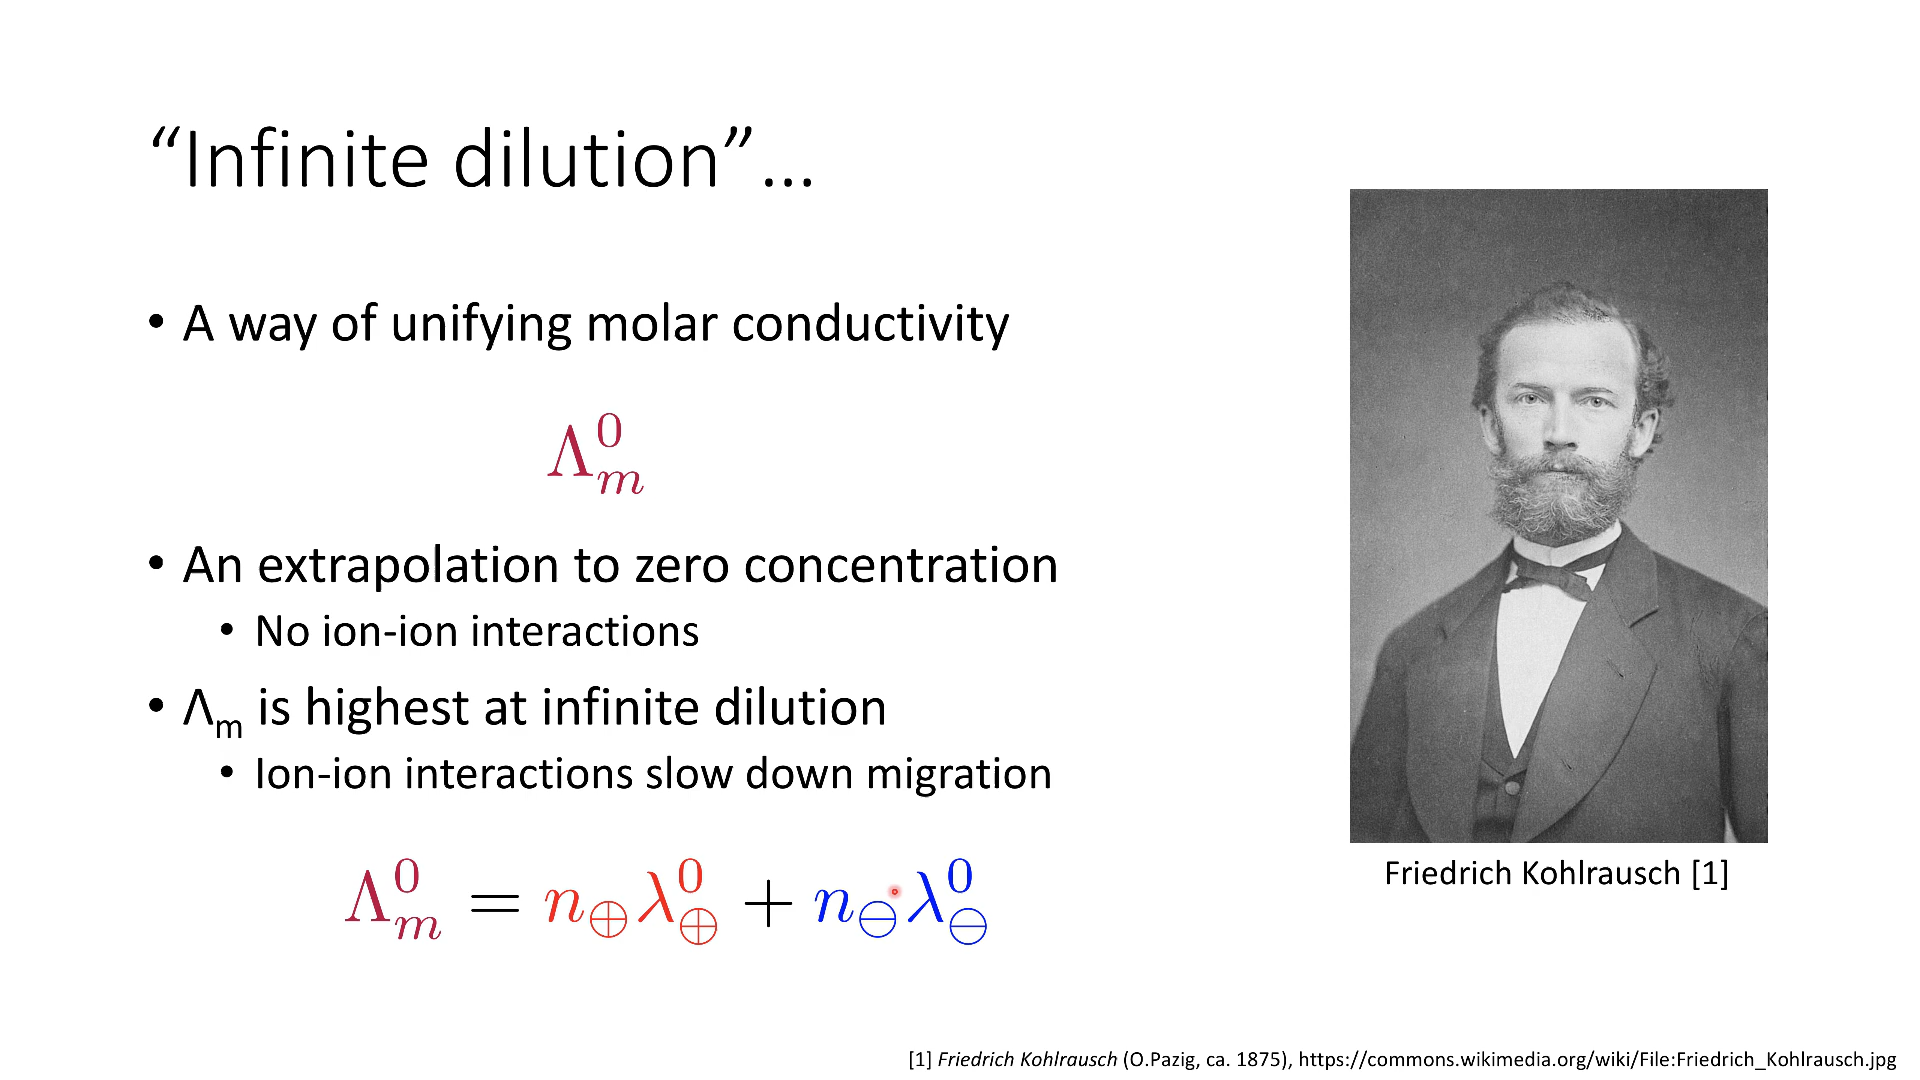 “Infinite dilution”...
• A way of unifying molar conductivity
Λ⁰ₘ
• An extrapolation to zero concentration
• No ion-ion interactions
• Λₘ is highest at infinite dilution
• Ion-ion interactions slow down migration
Λ⁰ₘ = n⊕λ⁰⊕ + n⊖λ⁰⊖
Friedrich Kohlrausch [1]
[1] Friedrich Kohlrausch (O.Pazig, ca. 1875), https://commons.wikimedia.org/wiki/File:Friedrich_Kohlrausch.jpg